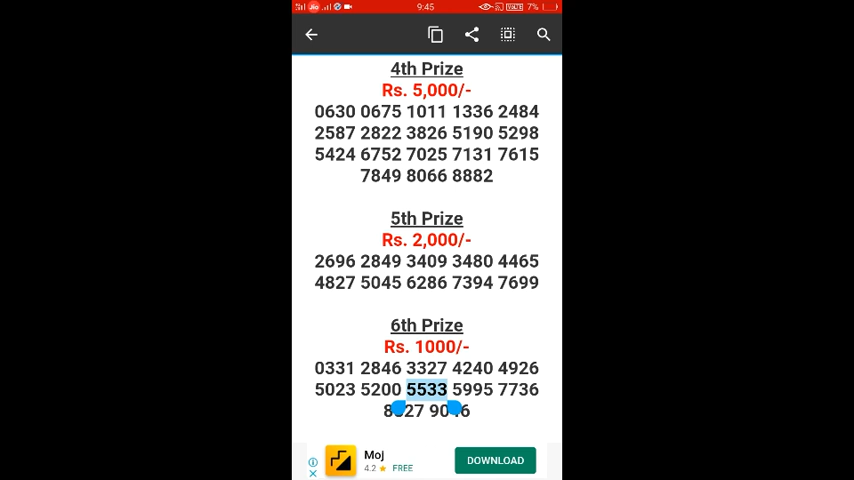 9:45
7%
4th Prize
Rs. 5,000/-
0630 0675 1011 1336 2484
2587 2822 3826 5190 5298
5424 6752 7025 7131 7615
7849 8066 8882
5th Prize
Rs. 2,000/-
2696 2849 3409 3480 4465
4827 5045 6286 7394 7699
6th Prize
Rs. 1000/-
0331 2846 3327 4240 4926
5023 5200 5533 5995 7736
Moj
4.2 ★ FREE
DOWNLOAD